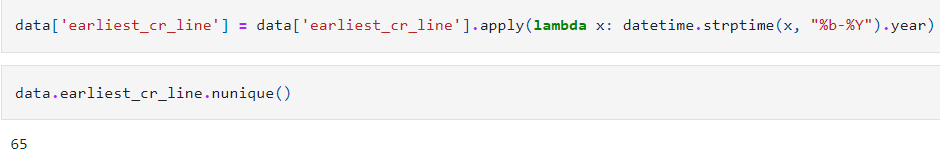 data['earliest_cr_line'] = data['earliest_cr_line'].apply(lambda x: datetime.strptime(x, "%b-%Y").year)
data.earliest_cr_line.nunique()
65